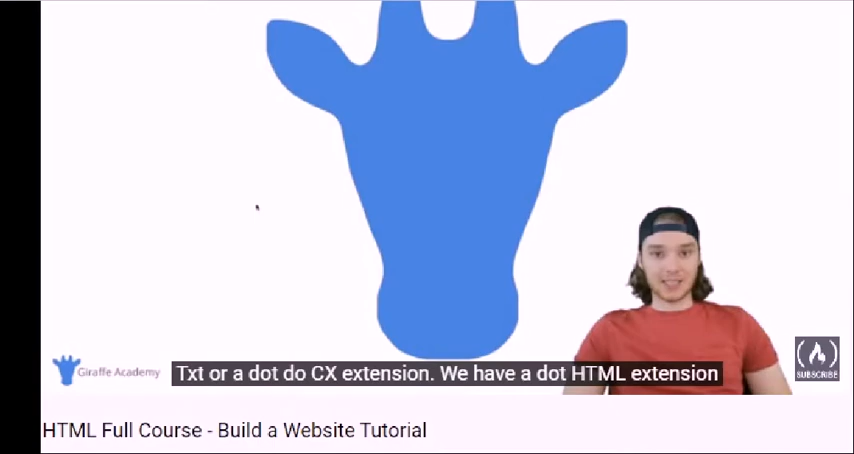 Giraffe Academy
Txt or a dot do CX extension. We have a dot HTML extension
SUBSCRIBE
HTML Full Course - Build a Website Tutorial